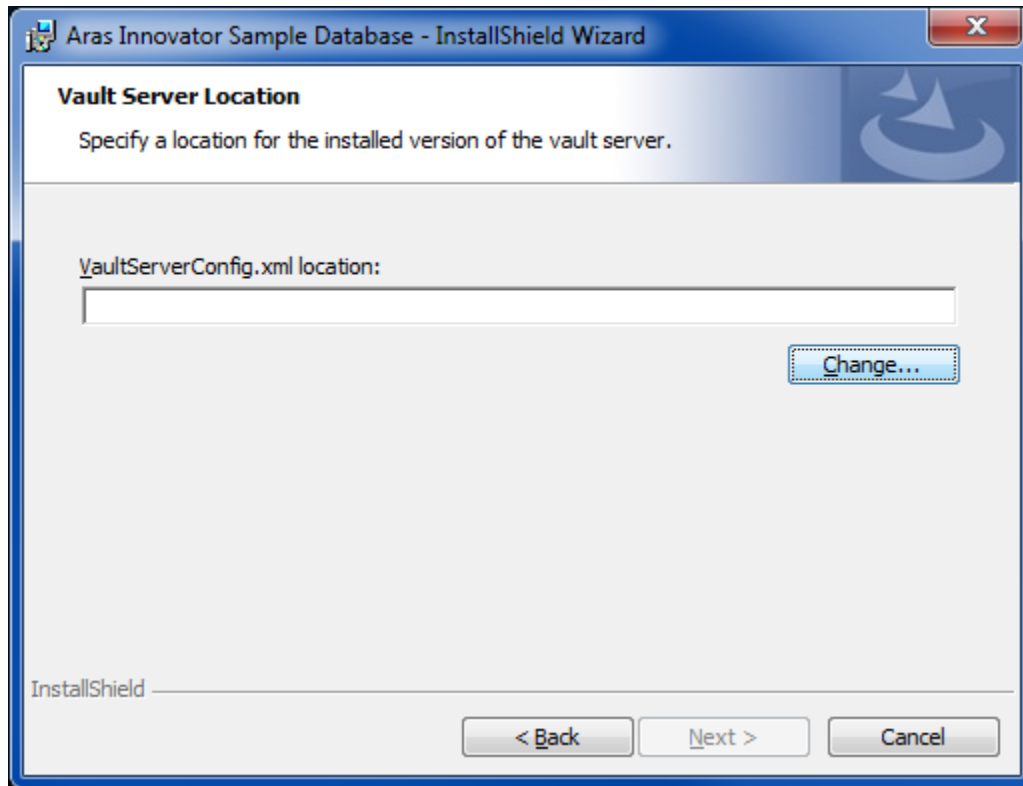 Aras Innovator Sample Database - InstallShield Wizard
Vault Server Location
Specify a location for the installed version of the vault server.
VaultServerConfig.xml location:
Change...
InstallShield
< Back Next > Cancel